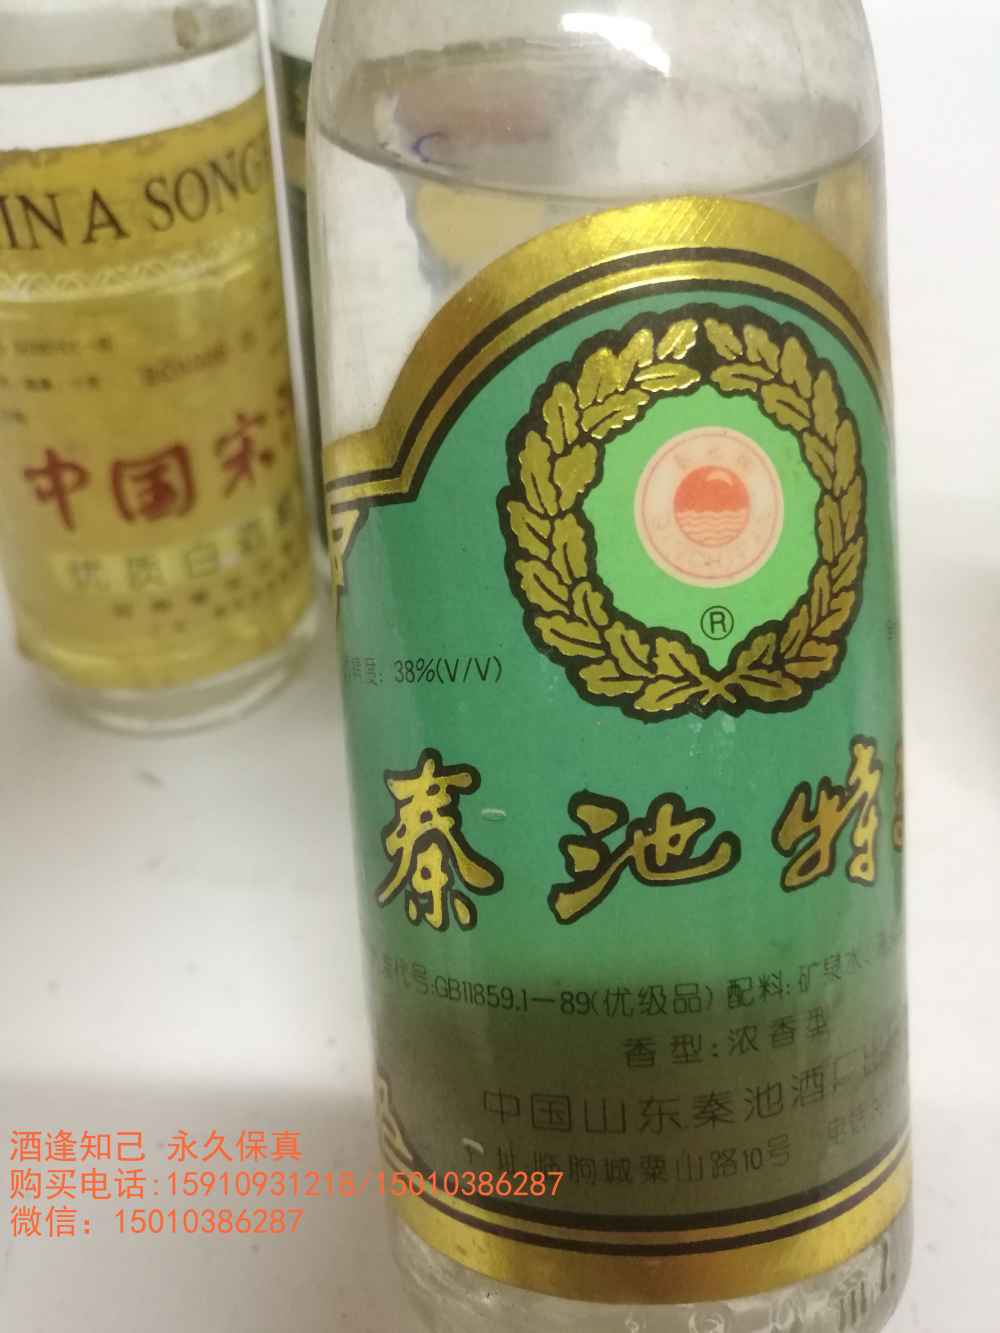 INA SONG
中国宋
优质白酒
®
38%(V/V)
秦池特
代号:GB11859.1—89(优级品) 配料:矿泉水、
香型:浓香型
中国山东秦池酒厂
址:临朐城粟山路10号
酒逢知己 永久保真
购买电话:15910931218/15010386287
微信：15010386287